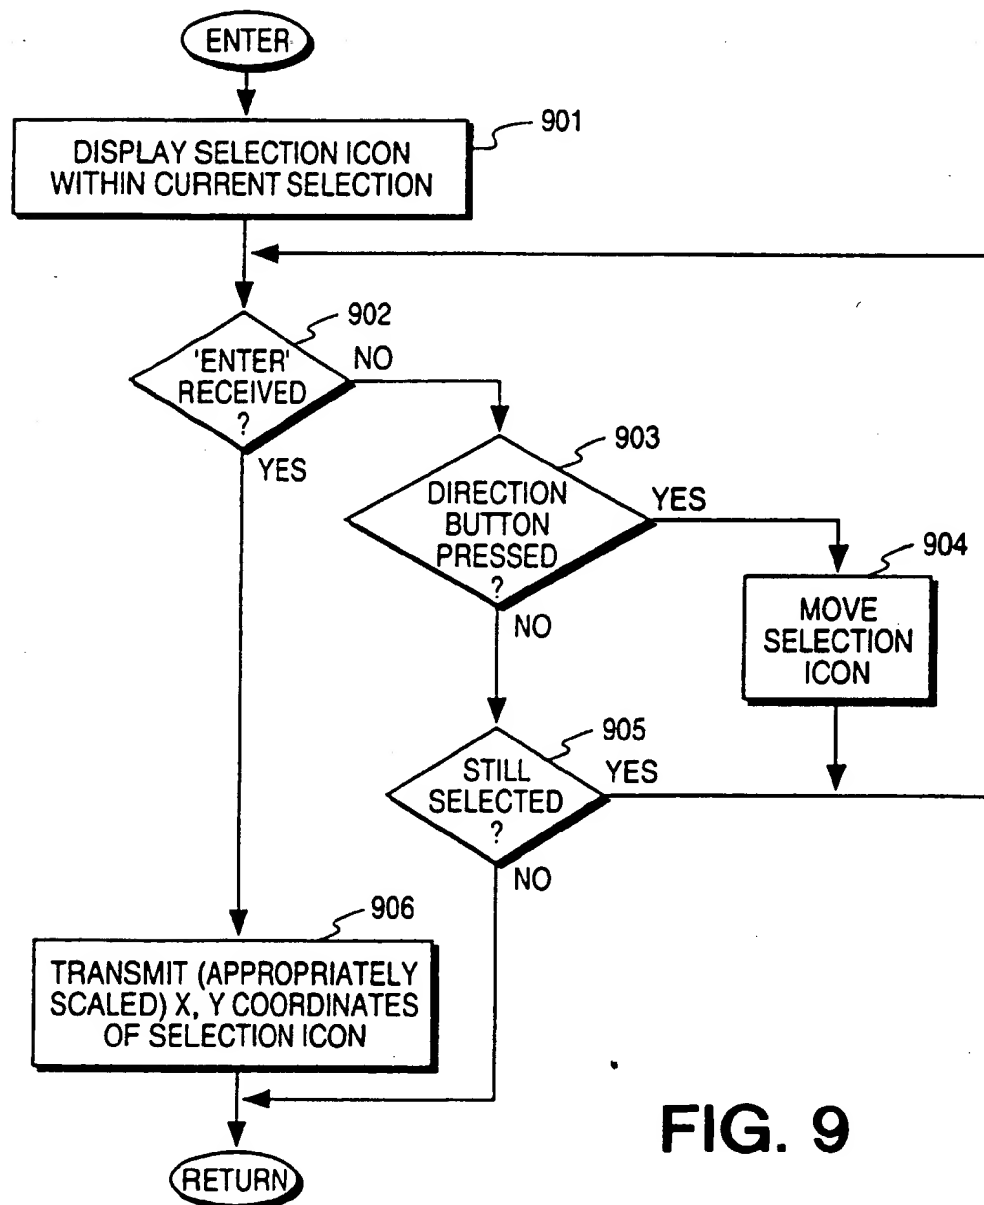 ENTER
901
DISPLAY SELECTION ICON
WITHIN CURRENT SELECTION
902
'ENTER'
RECEIVED
?
NO
YES
903
DIRECTION
BUTTON
PRESSED
?
YES
NO
904
MOVE
SELECTION
ICON
905
STILL
SELECTED
?
YES
NO
906
TRANSMIT (APPROPRIATELY
SCALED) X, Y COORDINATES
OF SELECTION ICON
RETURN
FIG. 9